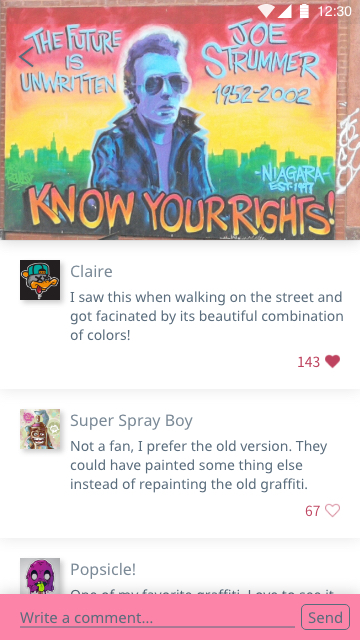 12:30
THE FUTURE
IS
UNWRITTEN
JOE
STRUMMER
1952-2002
-NIAGARA-
EST. 1997
KNOW YOUR RIGHTS!
Claire
I saw this when walking on the street and
got facinated by its beautiful combination
of colors!
143
Super Spray Boy
Not a fan, I prefer the old version. They
could have painted some thing else
instead of repainting the old graffiti.
67
Popsicle!
One of my favorite graffiti. Love to see it
Write a comment...
Send